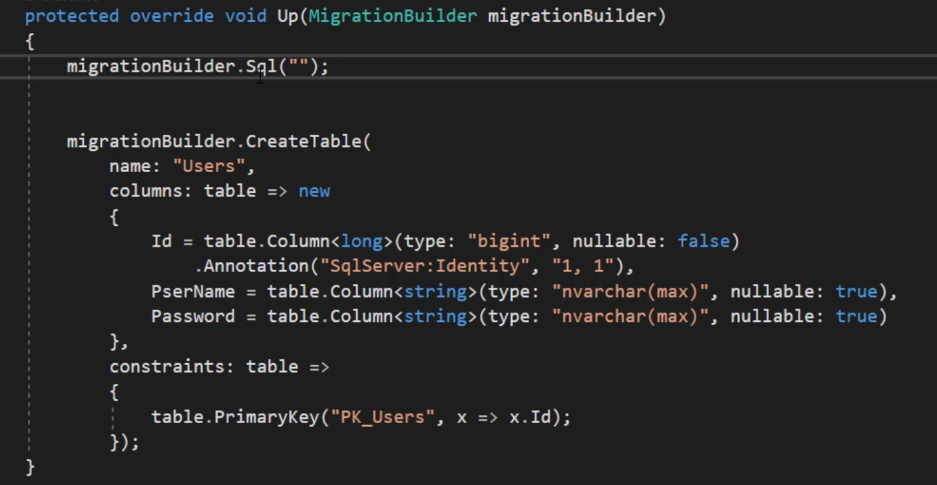 protected override void Up(MigrationBuilder migrationBuilder)
{
migrationBuilder.Sql("");
migrationBuilder.CreateTable(
name: "Users",
columns: table => new
{
Id = table.Column<long>(type: "bigint", nullable: false)
.Annotation("SqlServer:Identity", "1, 1"),
PserName = table.Column<string>(type: "nvarchar(max)", nullable: true),
Password = table.Column<string>(type: "nvarchar(max)", nullable: true)
},
constraints: table =>
{
table.PrimaryKey("PK_Users", x => x.Id);
});
}